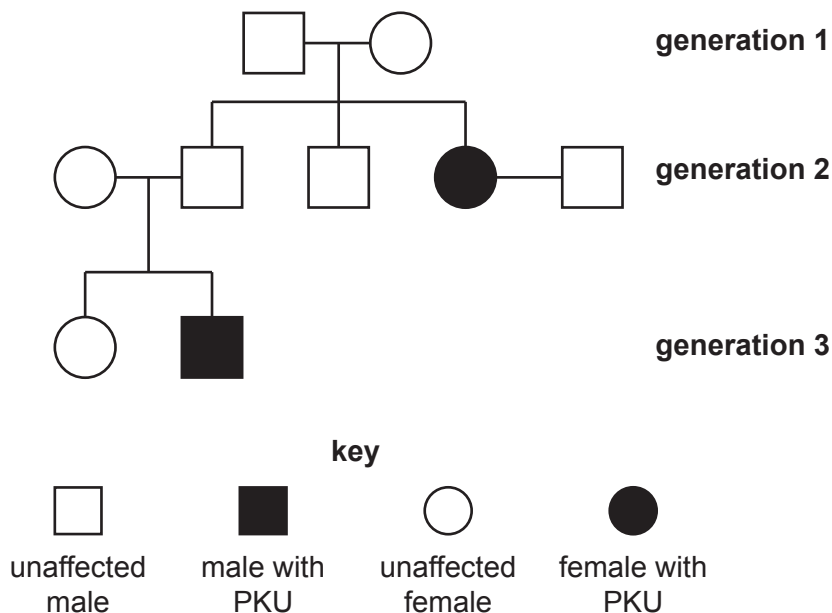 generation 1
generation 2
generation 3
key
unaffected male
male with PKU
unaffected female
female with PKU